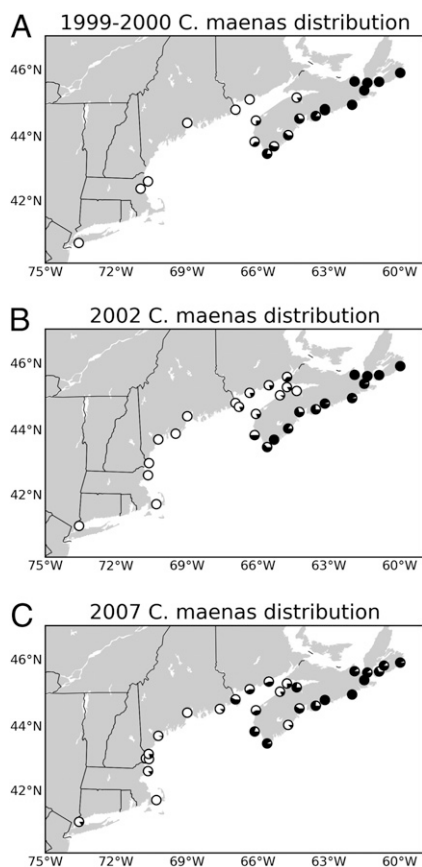 A
1999-2000 C. maenas distribution
46°N
44°N
42°N
75°W 72°W 69°W 66°W 63°W 60°W
B
2002 C. maenas distribution
46°N
44°N
42°N
75°W 72°W 69°W 66°W 63°W 60°W
C
2007 C. maenas distribution
46°N
44°N
42°N
75°W 72°W 69°W 66°W 63°W 60°W